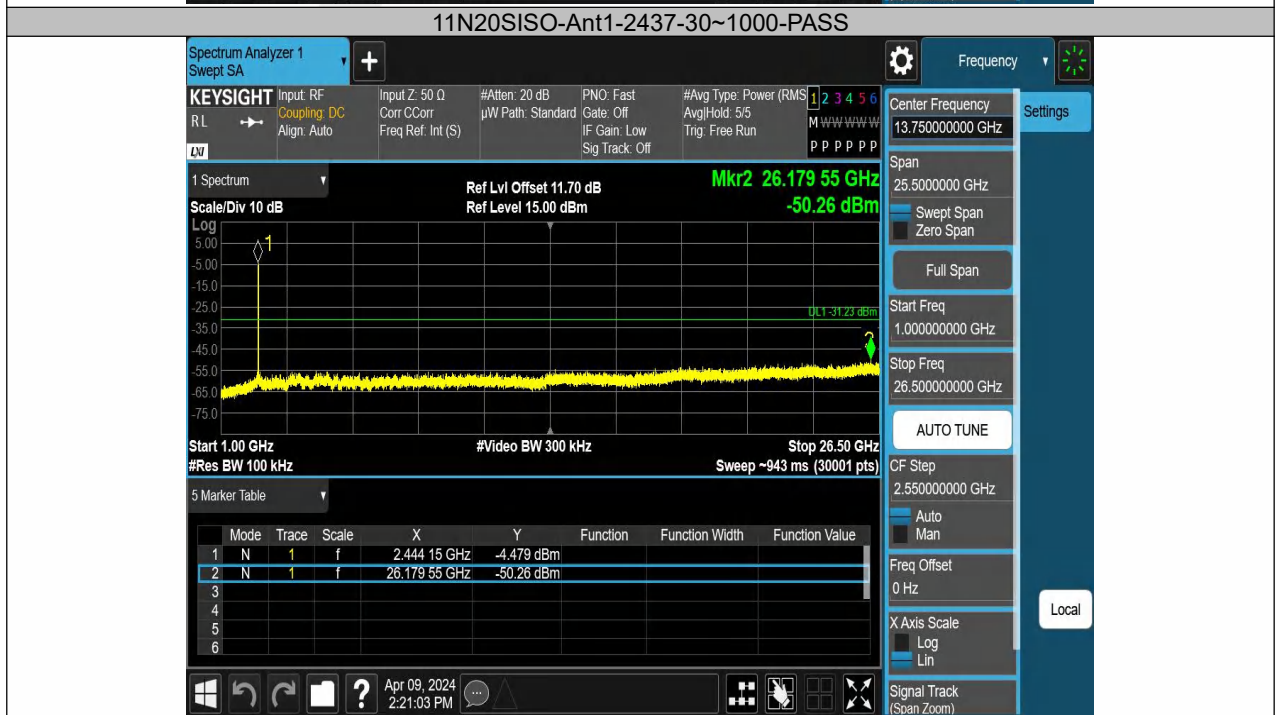 11N20SISO-Ant1-2437-30~1000-PASS
Spectrum Analyzer 1
Swept SA
+
Frequency
KEYSIGHT
RL
LXI
Input: RF
Coupling: DC
Align: Auto
Input Z: 50 Ω
Corr CCorr
Freq Ref: Int (S)
#Atten: 20 dB
µW Path: Standard
PNO: Fast
Gate: Off
IF Gain: Low
Sig Track: Off
#Avg Type: Power (RMS
Avg|Hold: 5/5
Trig: Free Run
1 2 3 4 5 6
M W W W W W
P P P P P P
1 Spectrum
Scale/Div 10 dB
Ref Lvl Offset 11.70 dB
Ref Level 15.00 dBm
Mkr2 26.179 55 GHz
-50.26 dBm
Log
5.00
-5.00
-15.0
-25.0
-35.0
-45.0
-55.0
-65.0
-75.0
1
DL1 -31.23 dBm
Start 1.00 GHz
#Res BW 100 kHz
#Video BW 300 kHz
Stop 26.50 GHz
Sweep ~943 ms (30001 pts)
5 Marker Table
Mode Trace Scale X Y Function Function Width Function Value
1 N 1 f 2.444 15 GHz -4.479 dBm
2 N 1 f 26.179 55 GHz -50.26 dBm
3
4
5
6
?
Apr 09, 2024
2:21:03 PM
Center Frequency
13.750000000 GHz
Settings
Span
25.5000000 GHz
Swept Span
Zero Span
Full Span
Start Freq
1.000000000 GHz
Stop Freq
26.500000000 GHz
AUTO TUNE
CF Step
2.550000000 GHz
Auto
Man
Freq Offset
0 Hz
Local
X Axis Scale
Log
Lin
Signal Track
(Span Zoom)